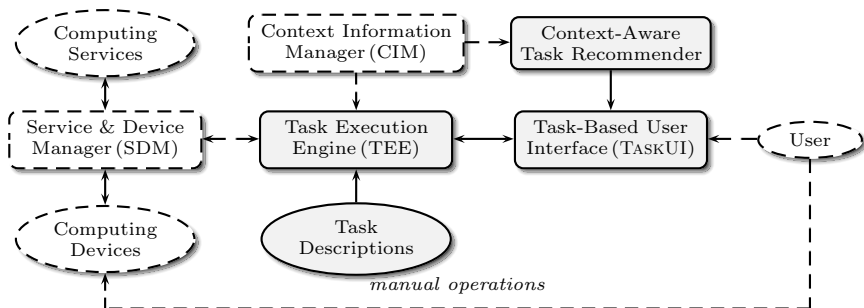 Computing
Services
Context Information
Manager (CIM)
Context-Aware
Task Recommender
Service & Device
Manager (SDM)
Task Execution
Engine (TEE)
Task-Based User
Interface (TASKUI)
User
Computing
Devices
Task
Descriptions
manual operations